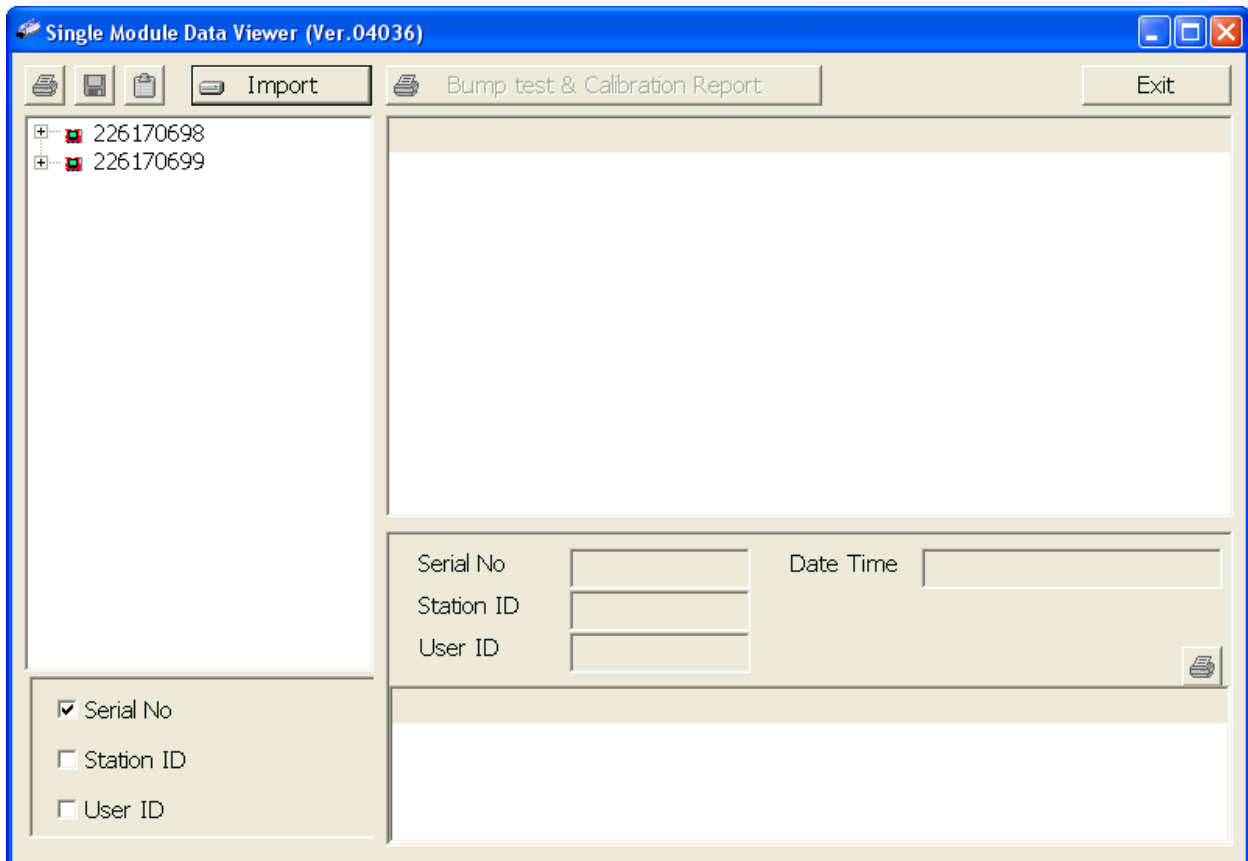 Single Module Data Viewer (Ver.04036)
Import
Bump test & Calibration Report
Exit
226170698
226170699
Serial No
Date Time
Station ID
User ID
Serial No
Station ID
User ID